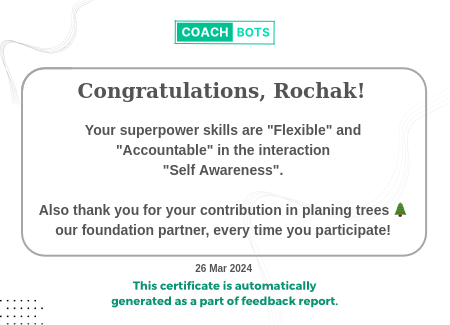 COACH BOTS
Congratulations, Rochak!
Your superpower skills are "Flexible" and
"Accountable" in the interaction
"Self Awareness".
Also thank you for your contribution in planing trees 🌲
our foundation partner, every time you participate!
26 Mar 2024
This certificate is automatically
generated as a part of feedback report.